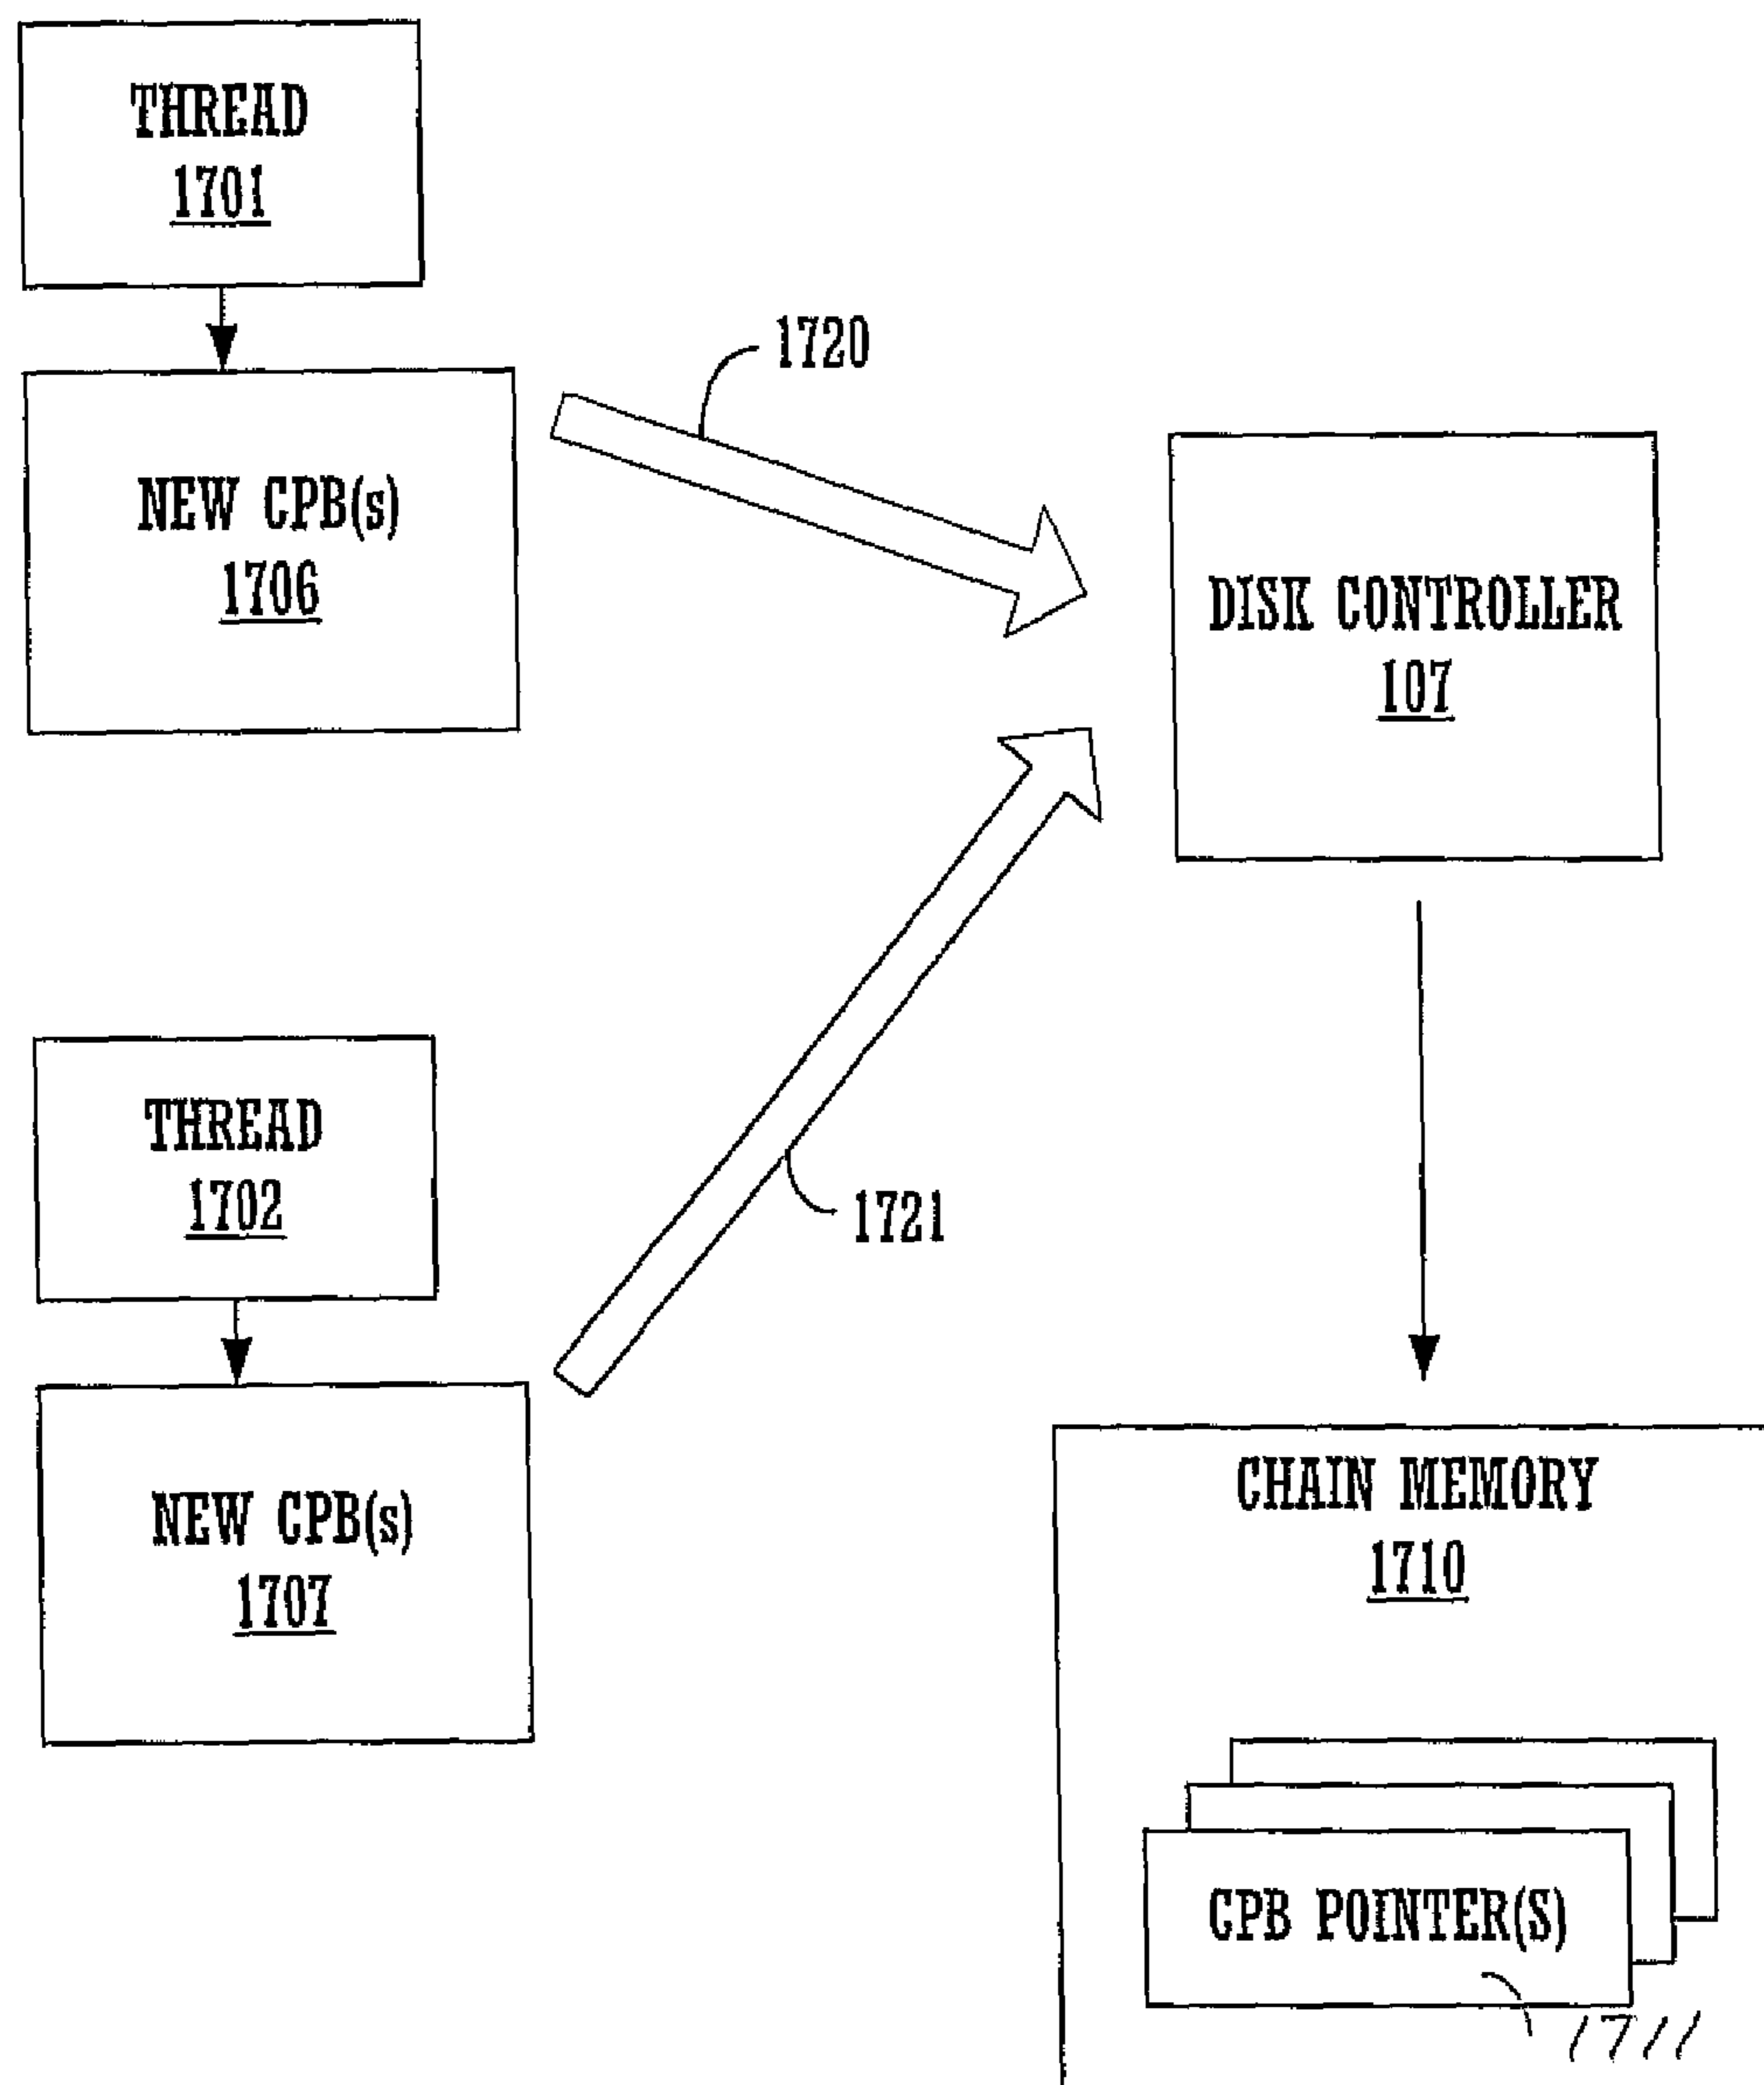 THREAD
1701
1720
NEW CPB(s)
1706
DISK CONTROLLER
107
THREAD
1702
1721
NEW CPB(s)
1707
CHAIN MEMORY
1710
CPB POINTER(S)
1711